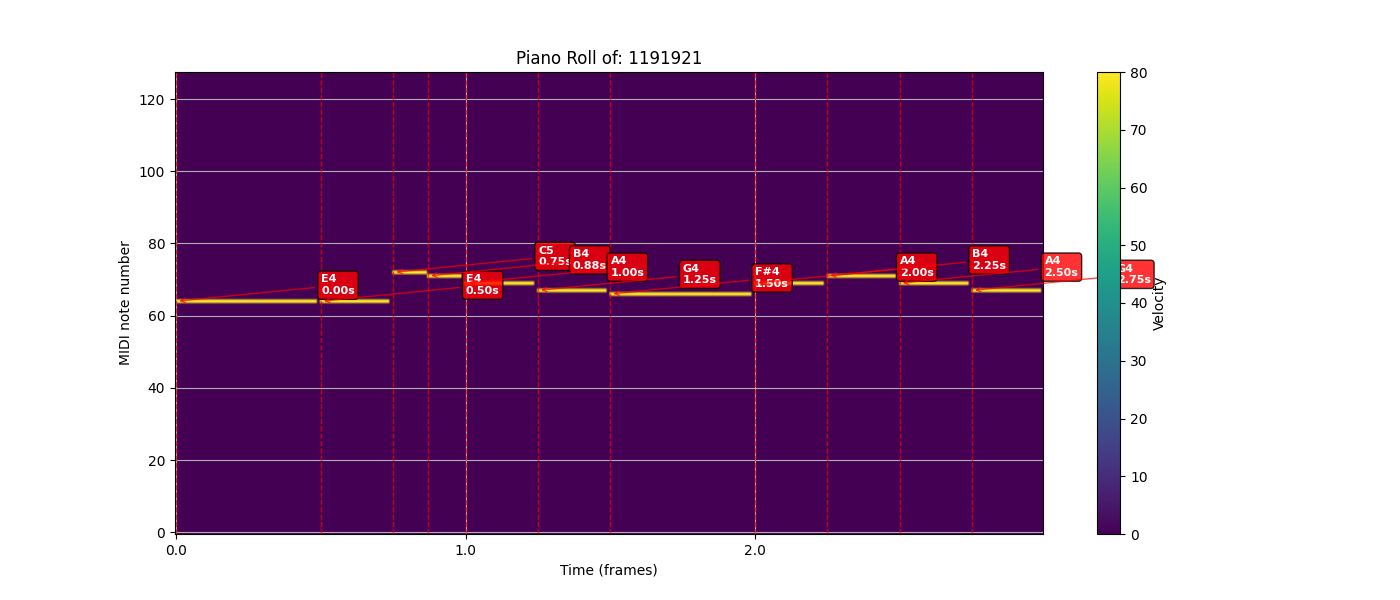 Piano Roll of: 1191921
MIDI note number
120
100
80
60
40
20
0
C5
0.75s
B4
0.88s
A4
1.00s
G4
1.25s
F#4
1.50s
E4
0.00s
E4
0.50s
A4
2.00s
B4
2.25s
A4
2.50s
G4
2.75s
0.0
1.0
2.0
Time (frames)
80
70
60
50
40
30
20
10
0
Velocity